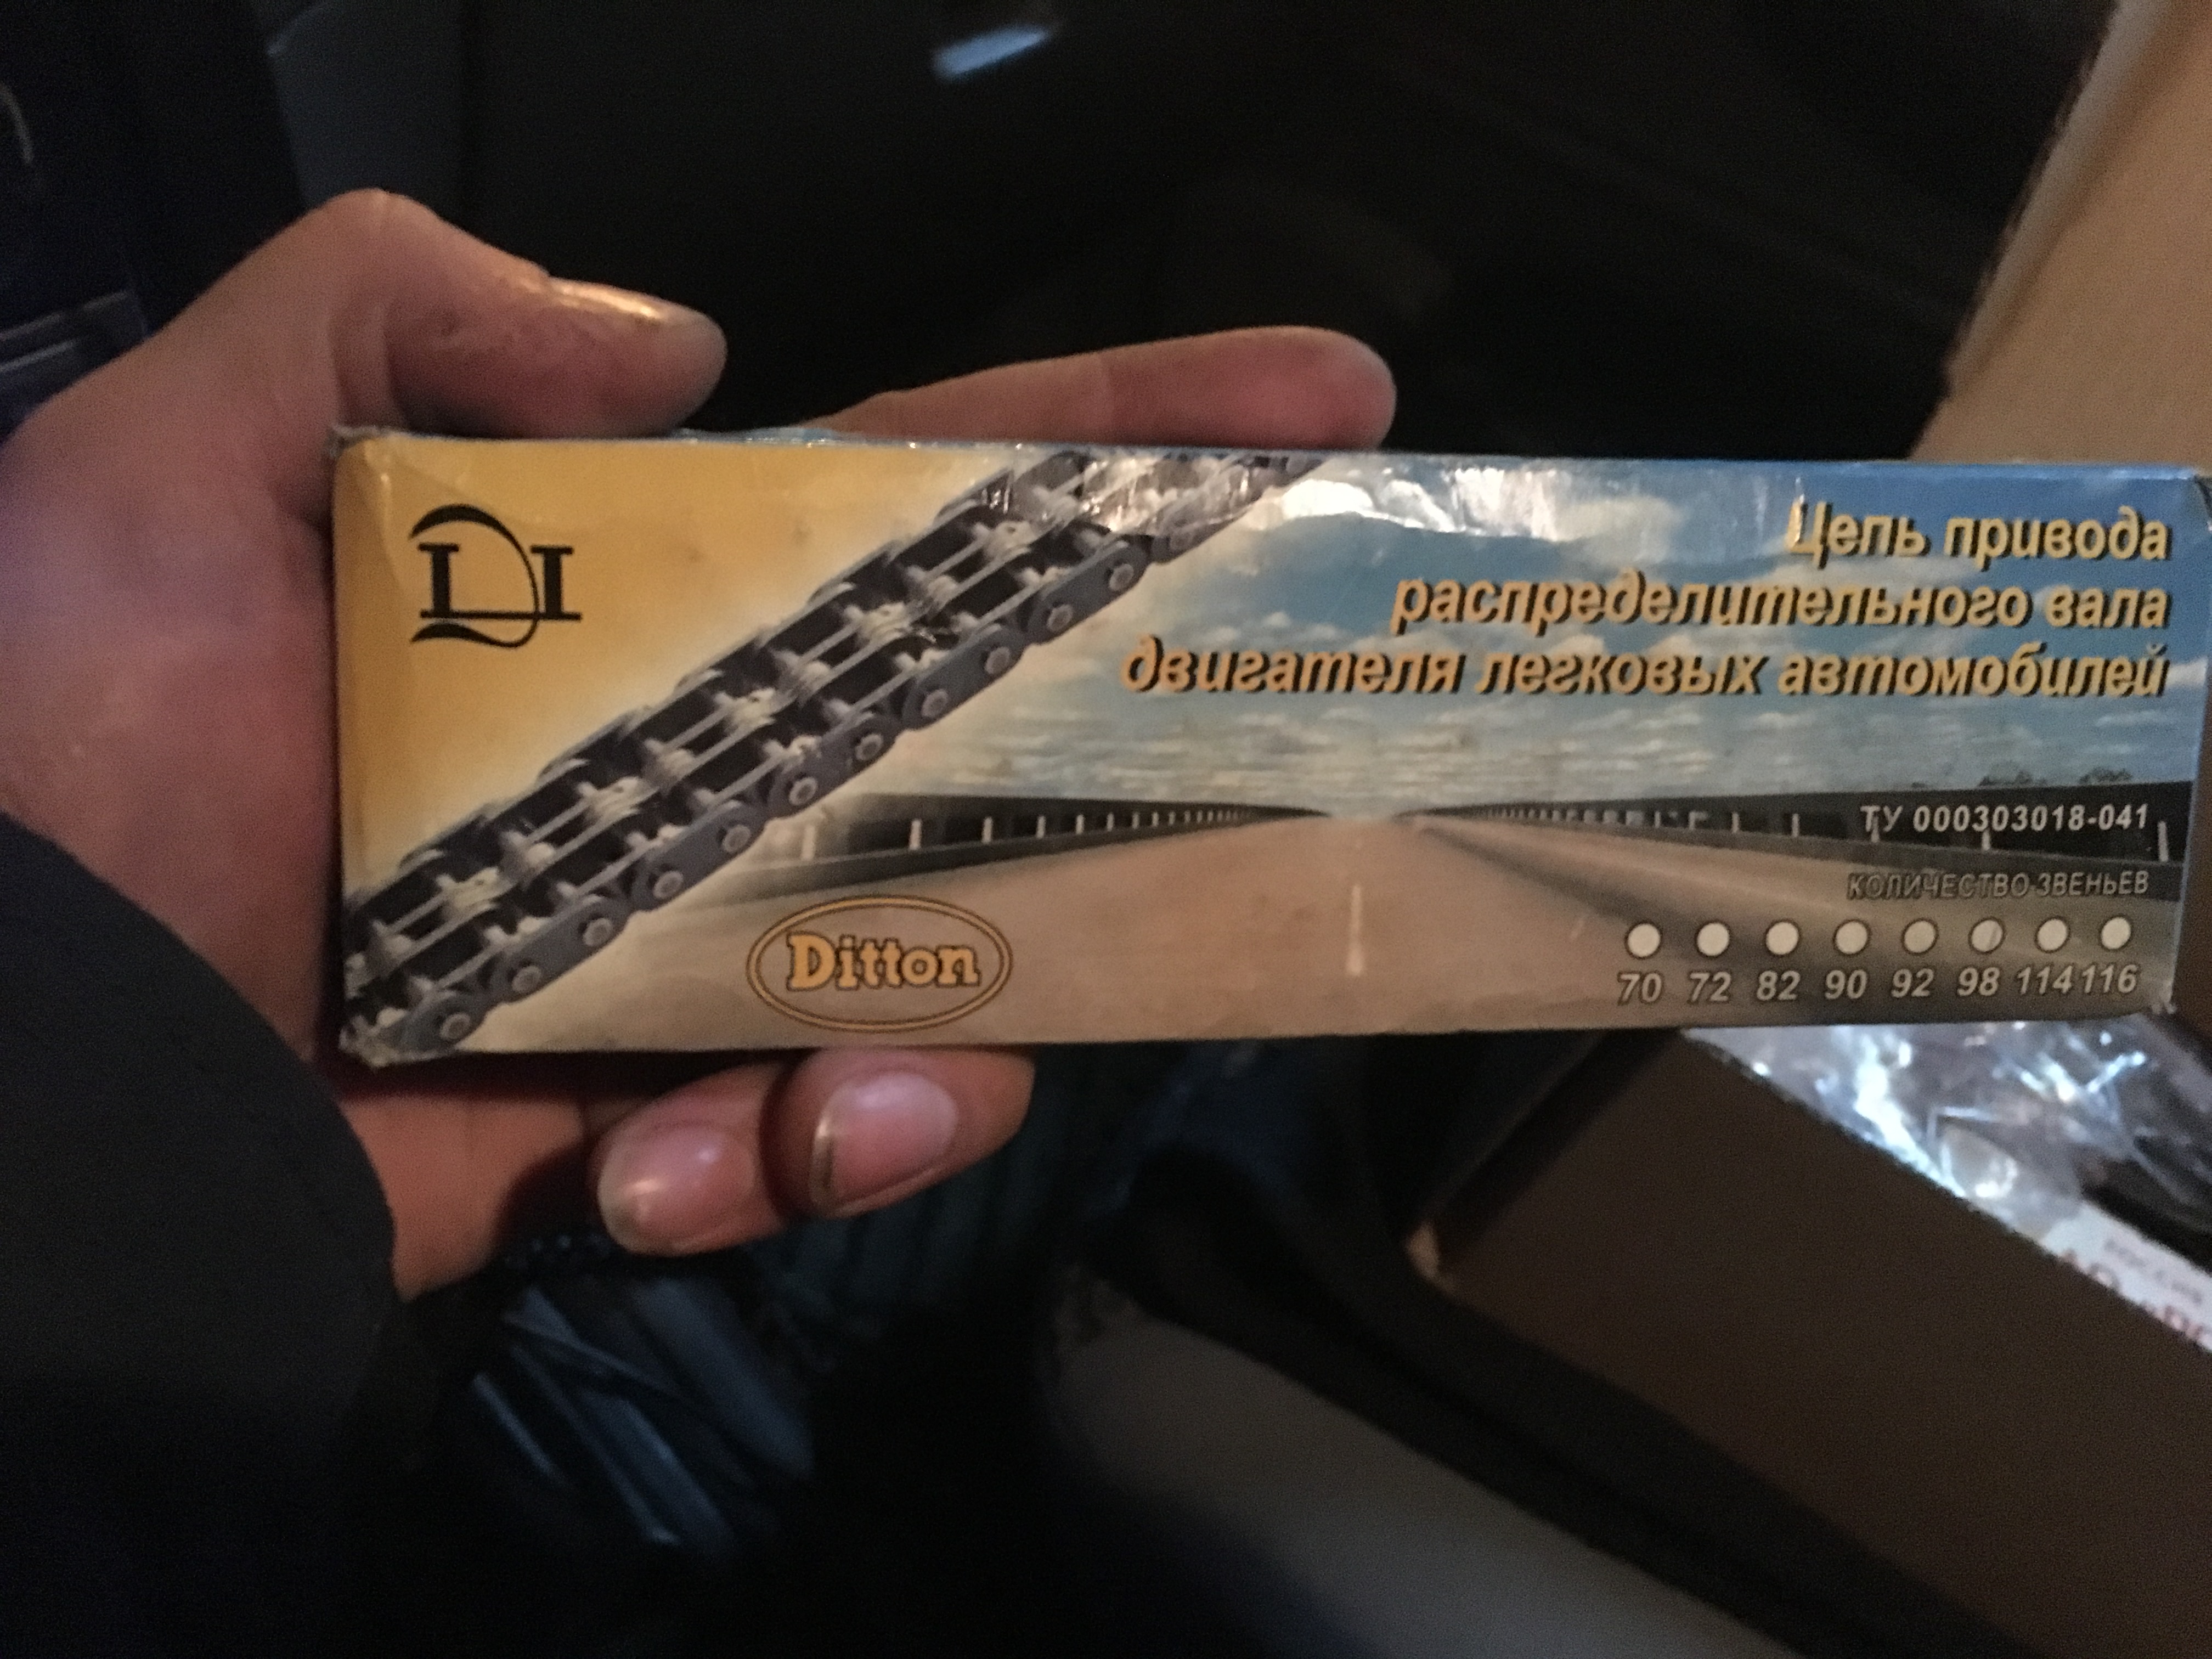 Цепь привода
распределительного вала
двигателя легковых автомобилей
ТУ 000303018-041
КОЛИЧЕСТВО ЗВЕНЬЕВ
70 72 82 90 92 98 114 116
Ditton